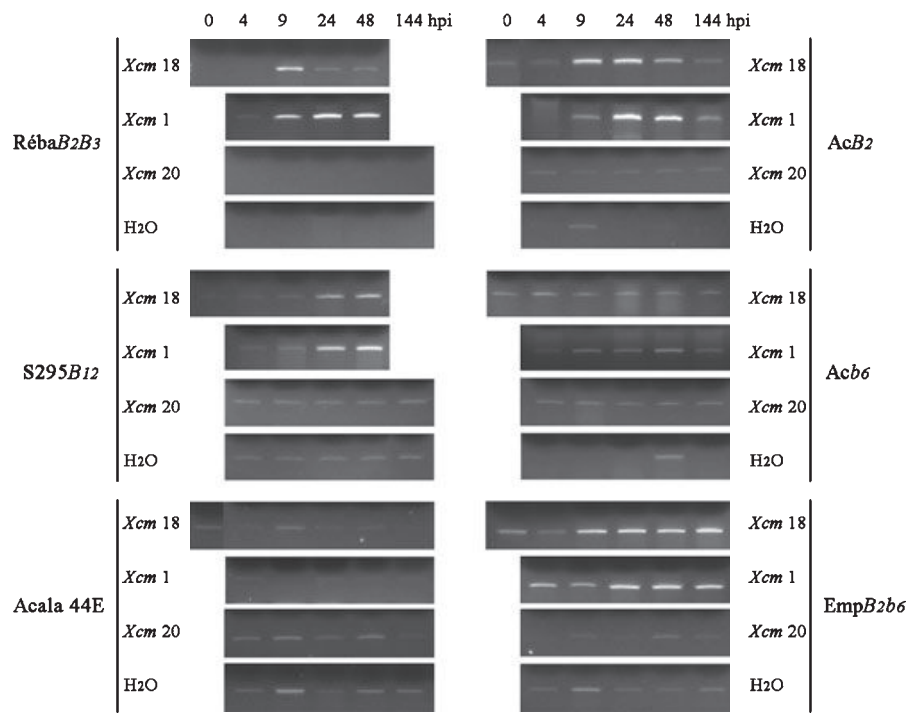 0 4 9 24 48 144 hpi 0 4 9 24 48 144 hpi
Xcm 18 Xcm 18
Xcm 1 Xcm 1
RébaB2B3 AcB2
Xcm 20 Xcm 20
H2O H2O
Xcm 18 Xcm 18
Xcm 1 Xcm 1
S295B12 Acb6
Xcm 20 Xcm 20
H2O H2O
Xcm 18 Xcm 18
Xcm 1 Xcm 1
Acala 44E EmpB2b6
Xcm 20 Xcm 20
H2O H2O